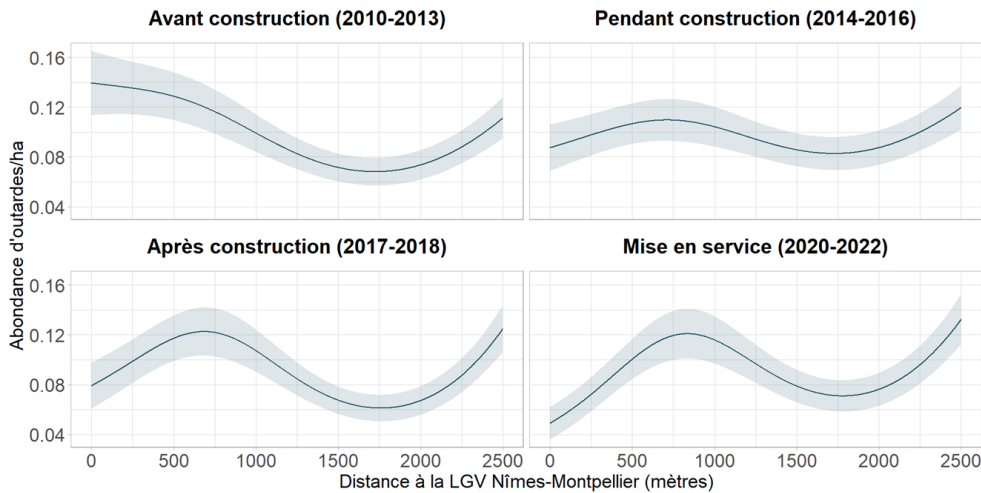 Avant construction (2010-2013)
Pendant construction (2014-2016)
0.16
0.12
0.08
0.04
Après construction (2017-2018)
Mise en service (2020-2022)
0.16
0.12
0.08
0.04
Abondance d'outardes/ha
0 500 1000 1500 2000 2500 0 500 1000 1500 2000 2500
Distance à la LGV Nîmes-Montpellier (mètres)